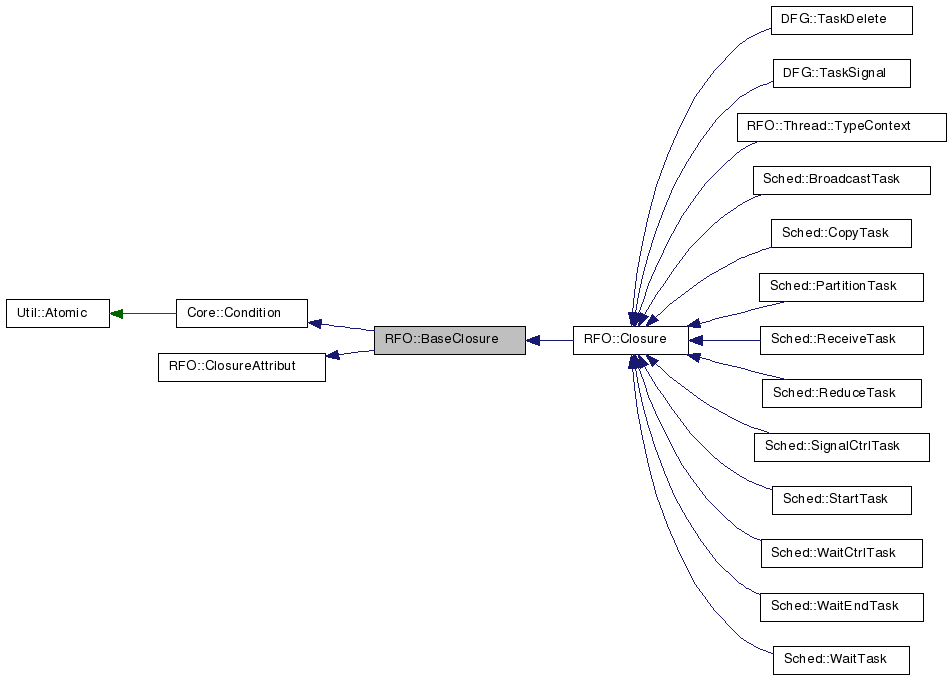 DFG::TaskDelete
DFG::TaskSignal
RFO::Thread::TypeContext
Sched::BroadcastTask
Sched::CopyTask
Sched::PartitionTask
Util::Atomic
Core::Condition
RFO::BaseClosure
RFO::Closure
Sched::ReceiveTask
RFO::ClosureAttribut
Sched::ReduceTask
Sched::SignalCtrlTask
Sched::StartTask
Sched::WaitCtrlTask
Sched::WaitEndTask
Sched::WaitTask